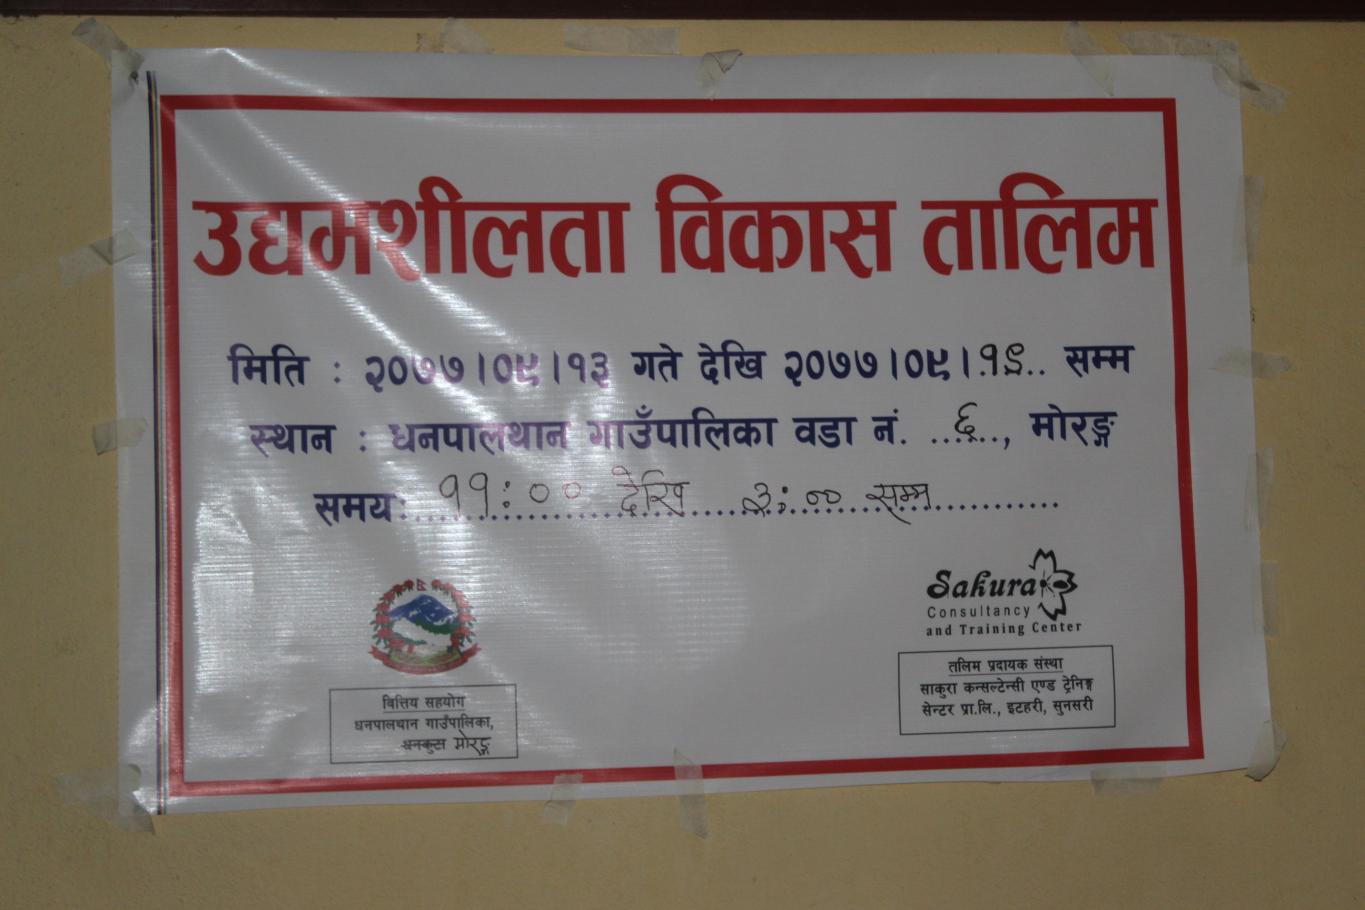 उद्यमशीलता विकास तालिम
मिति : २०७७।०९।१३ गते देखि २०७७।०९।.१९.. सम्म
स्थान : धनपालथान गाउँपालिका वडा नं. ...६..., मोरङ्ग
समयः ११:०० देखि ३:०० सम्म
Sakura
Consultancy
and Training Center
वित्तिय सहयोग
धनपालथान गाउँपालिका,
धनकुटा मोरङ्ग
तलिम प्रदायक संस्था
साकुरा कन्सल्टेन्सी एण्ड ट्रेनिङ्ग
सेन्टर प्रा.लि., इटहरी, सुनसरी